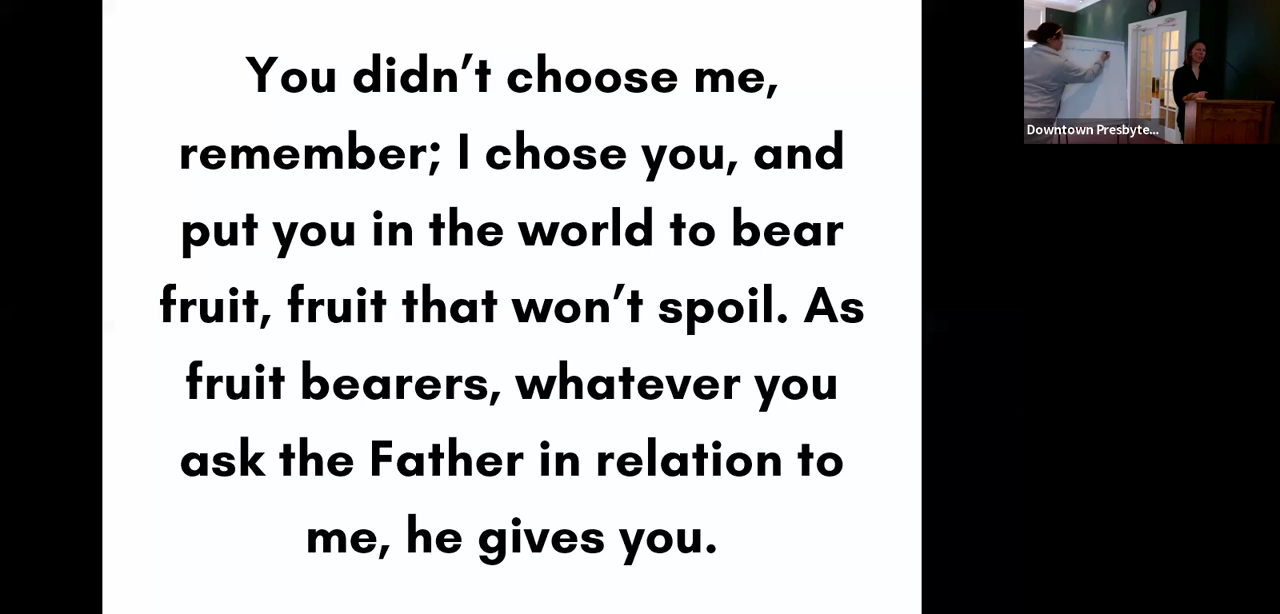 You didn’t choose me,
remember; I chose you, and
put you in the world to bear
fruit, fruit that won’t spoil. As
fruit bearers, whatever you
ask the Father in relation to
me, he gives you.
Downtown Presbyte...